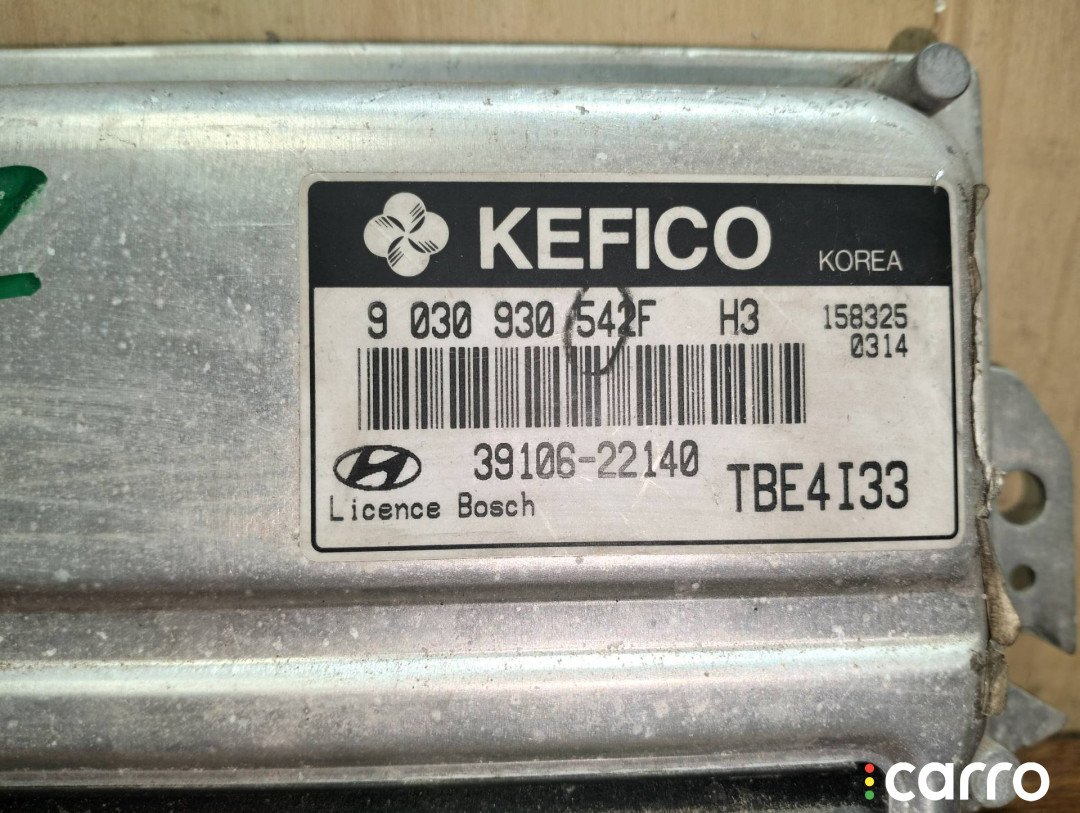 KEFICO
KOREA
9 030 930 542F H3 158325
0314
39106-22140
TBE4I33
Licence Bosch
carro